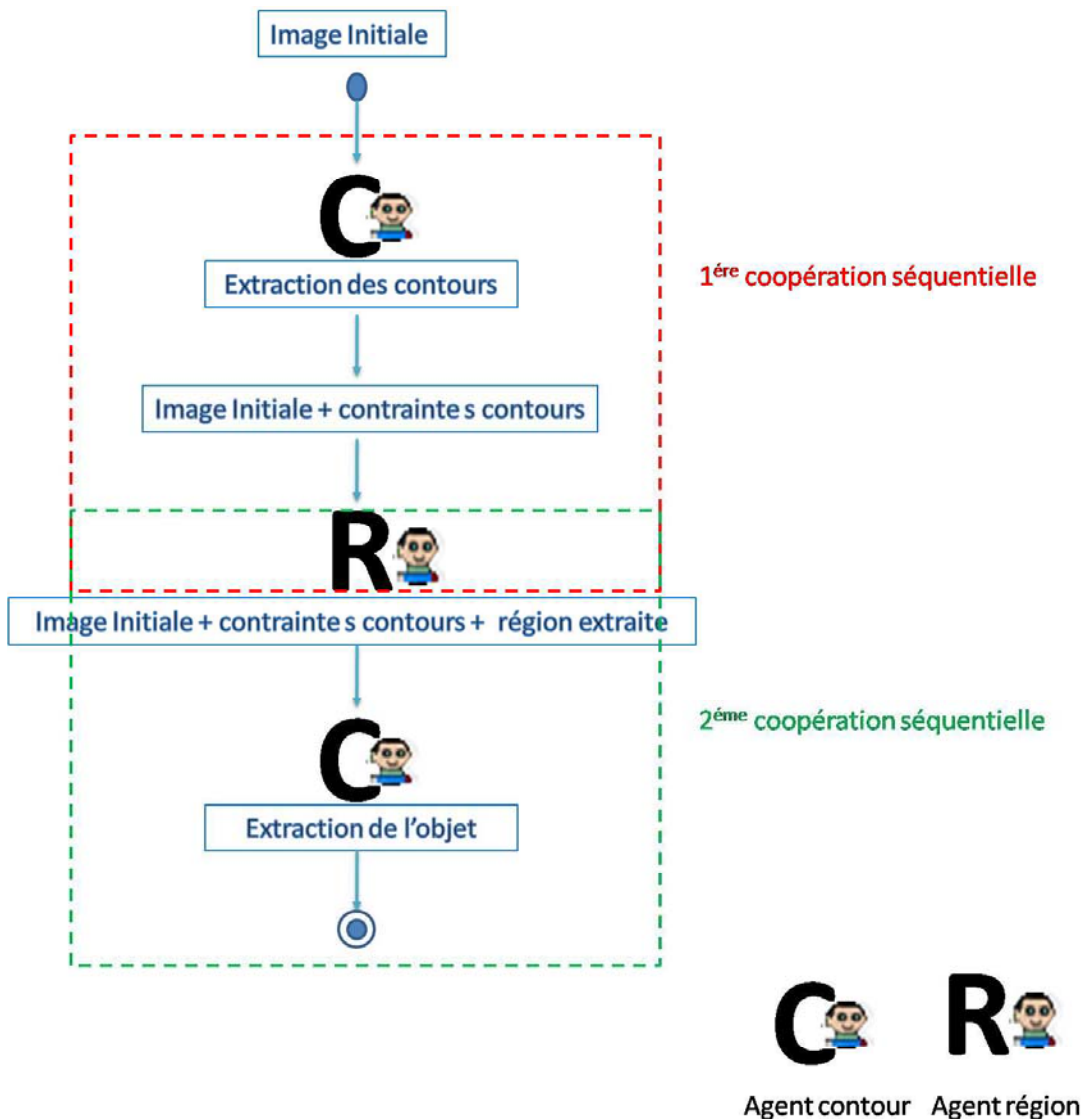 Image Initiale
C
Extraction des contours
1ére coopération séquentielle
Image Initiale + contrainte s contours
R
Image Initiale + contrainte s contours + région extraite
C
2éme coopération séquentielle
Extraction de l'objet
C R
Agent contour Agent région